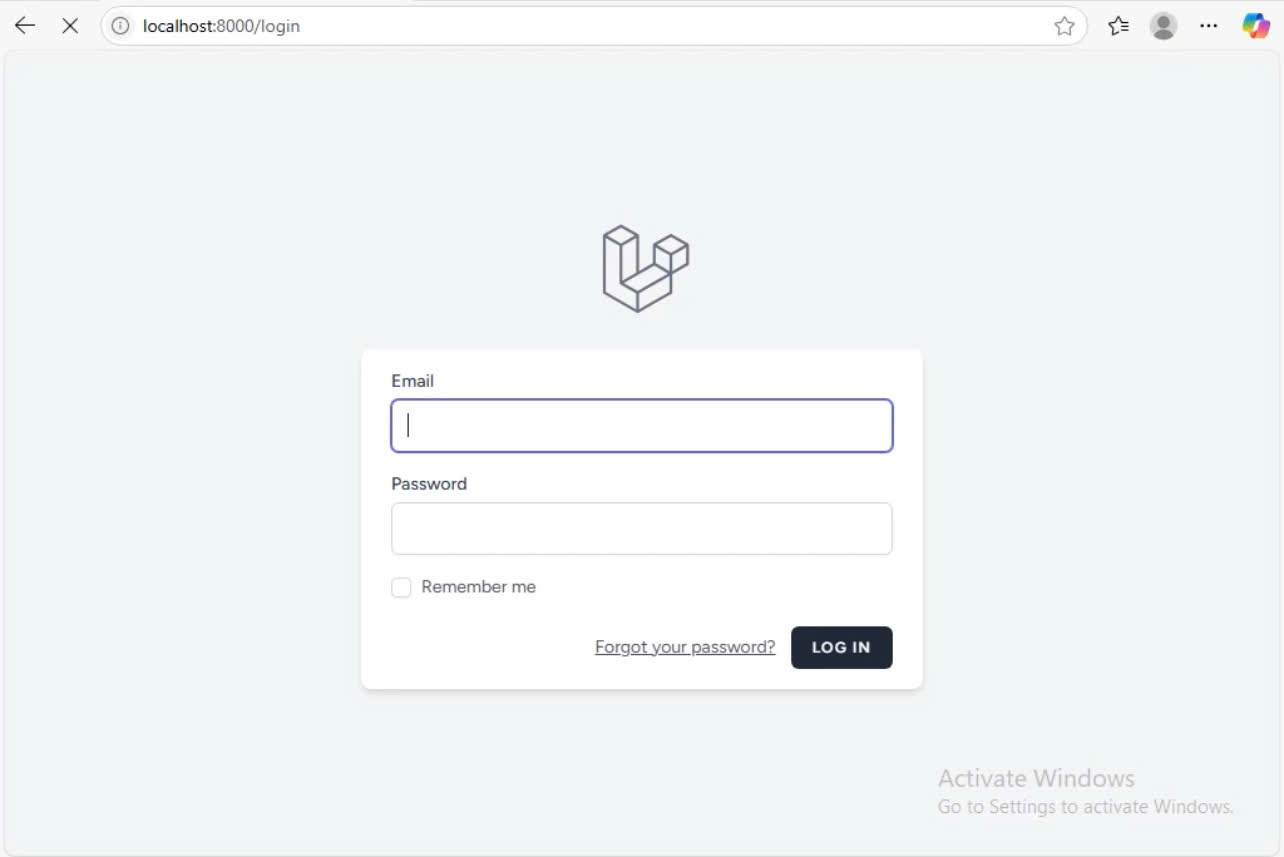 localhost:8000/login
Email
Password
Remember me
Forgot your password? LOG IN
Activate Windows
Go to Settings to activate Windows.